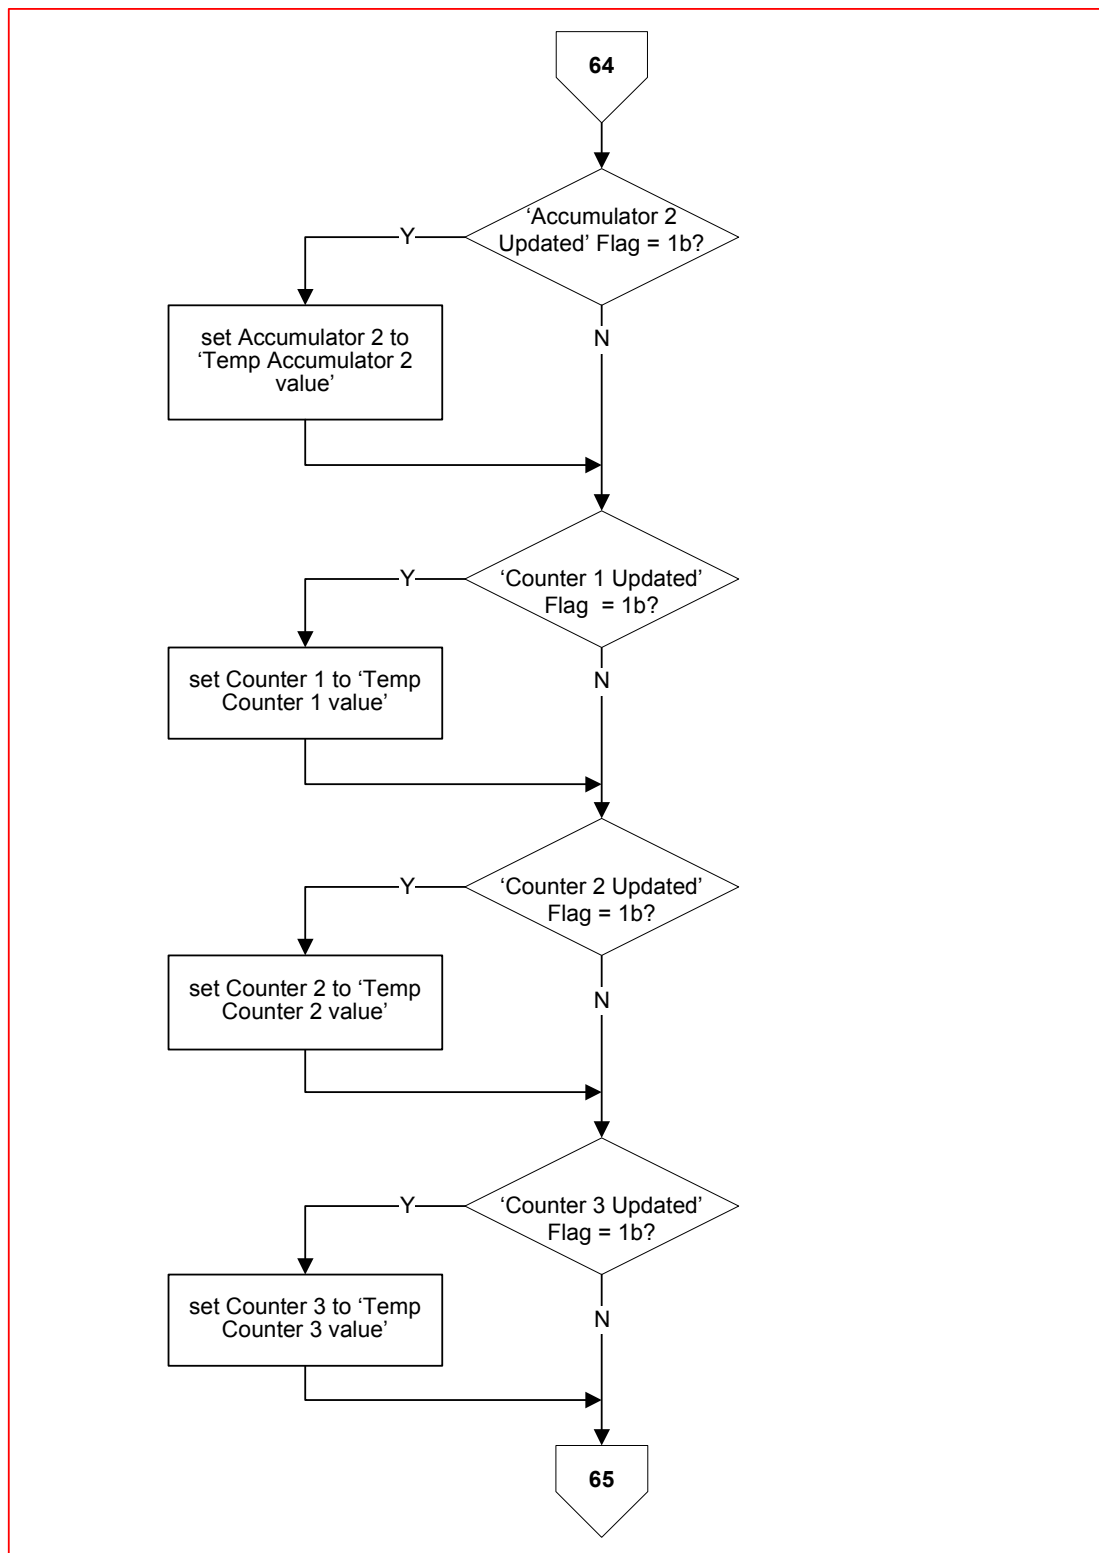 64
‘Accumulator 2
Updated’ Flag = 1b?
Y
N
set Accumulator 2 to
‘Temp Accumulator 2
value’
‘Counter 1 Updated’
Flag  = 1b?
Y
N
set Counter 1 to ‘Temp
Counter 1 value’
‘Counter 2 Updated’
Flag = 1b?
Y
N
set Counter 2 to ‘Temp
Counter 2 value’
‘Counter 3 Updated’
Flag = 1b?
Y
N
set Counter 3 to ‘Temp
Counter 3 value’
65